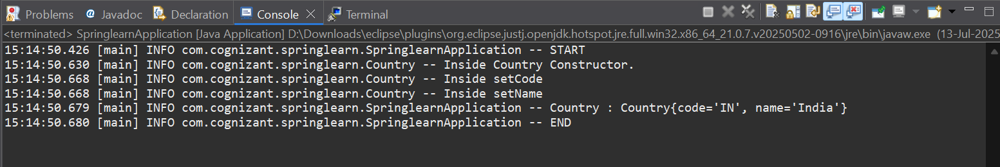 Problems @ Javadoc Declaration Console Terminal
<terminated> SpringlearnApplication [Java Application] D:\Downloads\eclipse\plugins\org.eclipse.justj.openjdk.hotspot.jre.full.win32.x86_64_21.0.7.v20250502-0916\jre\bin\javaw.exe (13-Jul-2025
15:14:50.426 [main] INFO com.cognizant.springlearn.SpringlearnApplication -- START
15:14:50.630 [main] INFO com.cognizant.springlearn.Country -- Inside Country Constructor.
15:14:50.668 [main] INFO com.cognizant.springlearn.Country -- Inside setCode
15:14:50.668 [main] INFO com.cognizant.springlearn.Country -- Inside setName
15:14:50.679 [main] INFO com.cognizant.springlearn.SpringlearnApplication -- Country : Country{code='IN', name='India'}
15:14:50.680 [main] INFO com.cognizant.springlearn.SpringlearnApplication -- END